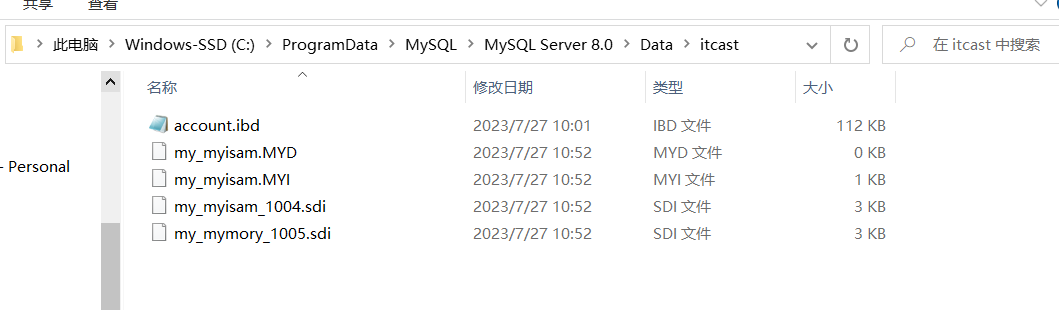 共享 查看
此电脑 > Windows-SSD (C:) > ProgramData > MySQL > MySQL Server 8.0 > Data > itcast 在 itcast 中搜索
名称 修改日期 类型 大小
account.ibd 2023/7/27 10:01 IBD 文件 112 KB
my_myisam.MYD 2023/7/27 10:52 MYD 文件 0 KB
- Personal
my_myisam.MYI 2023/7/27 10:52 MYI 文件 1 KB
my_myisam_1004.sdi 2023/7/27 10:52 SDI 文件 3 KB
my_mymory_1005.sdi 2023/7/27 10:52 SDI 文件 3 KB